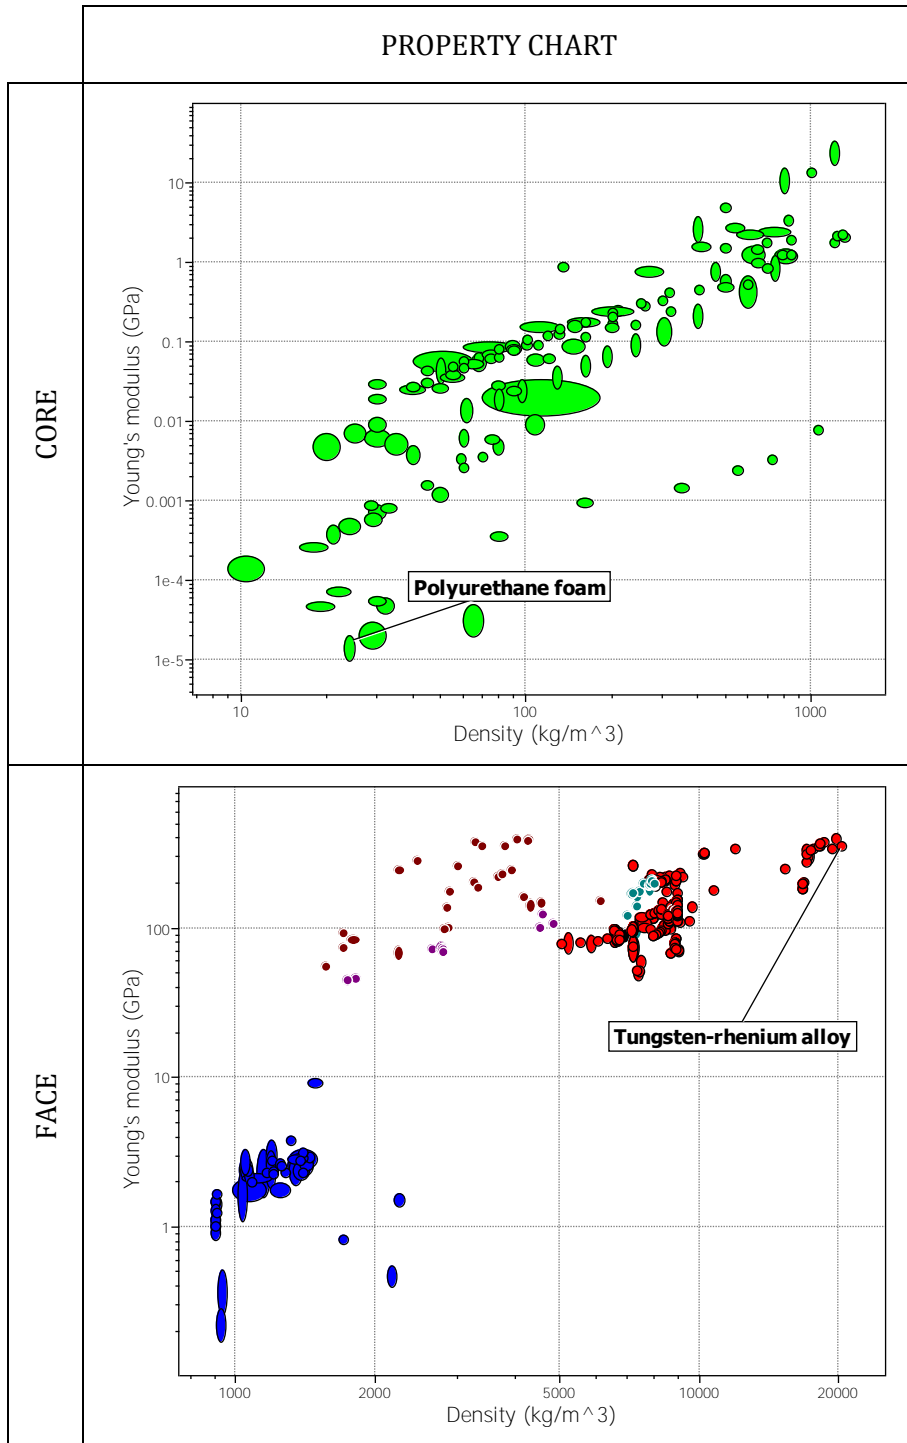 PROPERTY CHART
CORE
Young's modulus (GPa)
10
1
0.1
0.01
0.001
1e-4
1e-5
Polyurethane foam
10
100
1000
Density (kg/m^3)
FACE
Young's modulus (GPa)
100
10
1
Tungsten-rhenium alloy
1000
2000
5000
10000
20000
Density (kg/m^3)